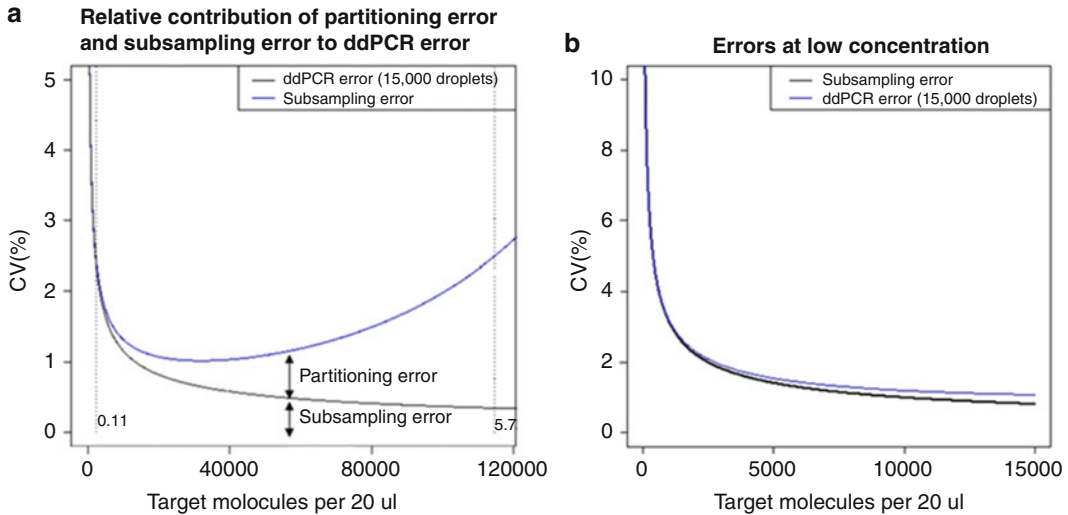 a
Relative contribution of partitioning error
and subsampling error to ddPCR error
ddPCR error (15,000 droplets)
Subsampling error
5
4
3
2
1
0
CV(%)
Partitioning error
Subsampling error
0.11
5.7
0
40000
80000
120000
Target molecules per 20 ul
b
Errors at low concentration
Subsampling error
ddPCR error (15,000 droplets)
10
8
6
4
2
0
CV(%)
0
5000
10000
15000
Target molecules per 20 ul